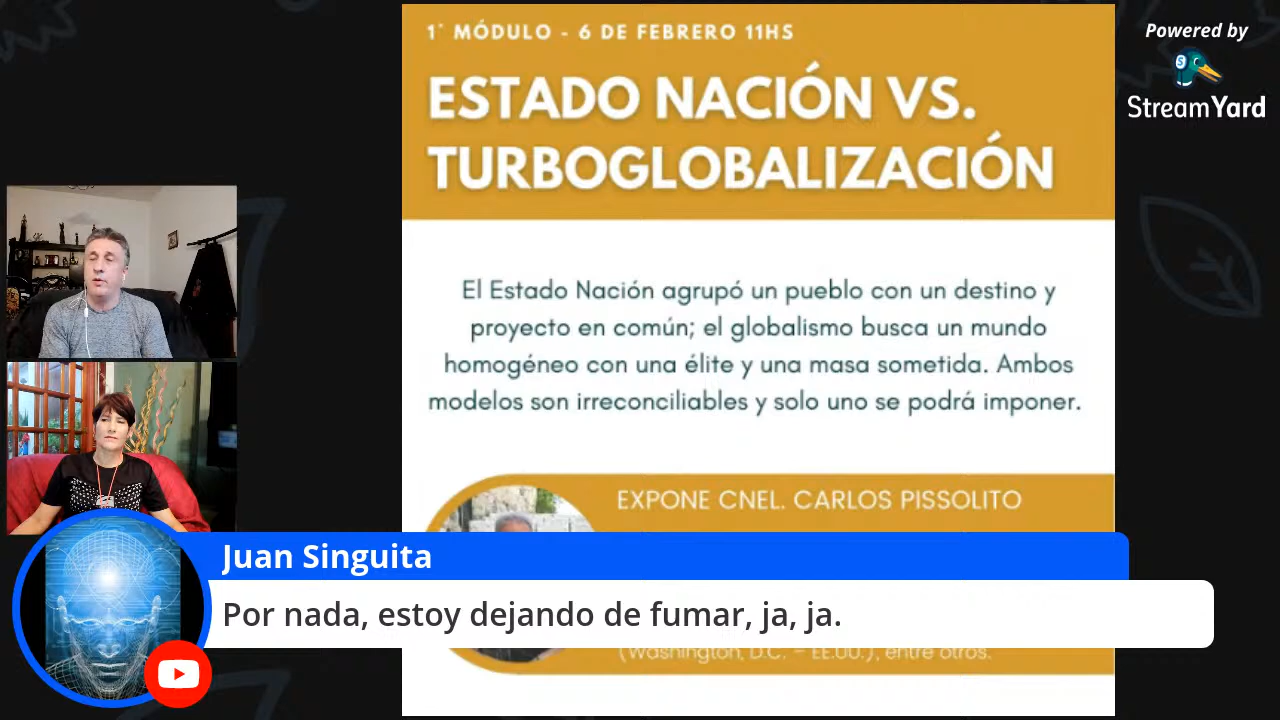 1° MÓDULO - 6 DE FEBRERO 11HS
ESTADO NACIÓN VS.
TURBOGLOBALIZACIÓN
El Estado Nación agrupó un pueblo con un destino y
proyecto en común; el globalismo busca un mundo
homogéneo con una élite y una masa sometida. Ambos
modelos son irreconciliables y solo uno se podrá imponer.
EXPONE CNEL. CARLOS PISSOLITO
Juan Singuita
Por nada, estoy dejando de fumar, ja, ja.
(Washington, D.C. – EE.UU.), entre otros.
Powered by
StreamYard